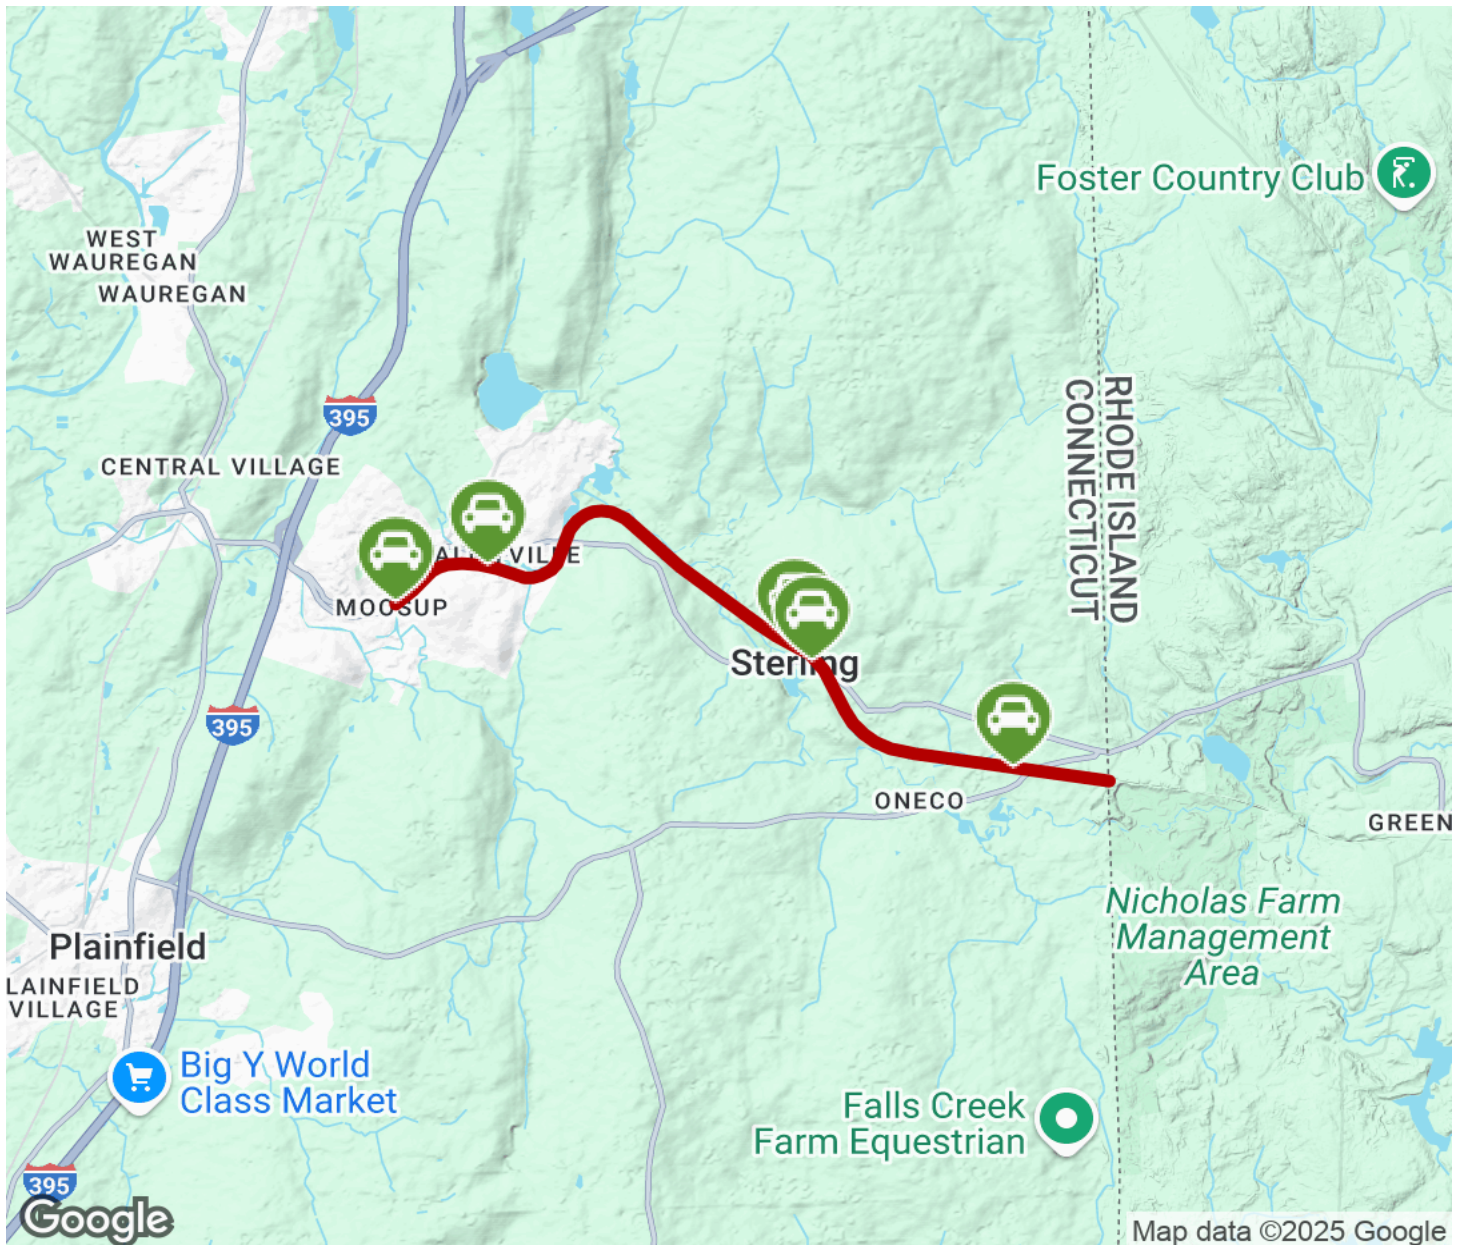 Foster Country Club
WEST
WAUREGAN
WAUREGAN
RHODE ISLAND
CONNECTICUT
395
CENTRAL VILLAGE
MOOSUP
Sterling
395
ONECO
GREEN
Nicholas Farm
Management
Area
Plainfield
LAINFIELD
VILLAGE
Big Y World
Class Market
Falls Creek
Farm Equestrian
395
Google
Map data ©2025 Google